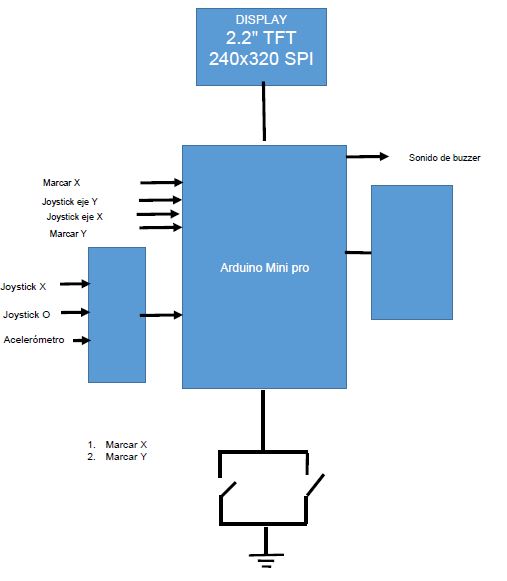 DISPLAY
2.2" TFT
240x320 SPI
Sonido de buzzer
Marcar X
Joystick eje Y
Joystick eje X
Marcar Y
Arduino Mini pro
Joystick X
Joystick O
Acelerómetro
1. Marcar X
2. Marcar Y